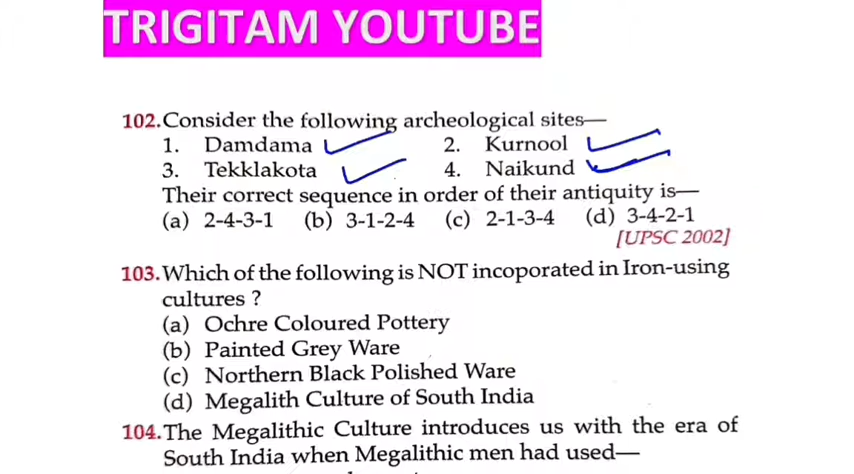 TRIGITAM YOUTUBE
102. Consider the following archeological sites—
1. Damdama 2. Kurnool
3. Tekklakota 4. Naikund
Their correct sequence in order of their antiquity is—
(a) 2-4-3-1 (b) 3-1-2-4 (c) 2-1-3-4 (d) 3-4-2-1
[UPSC 2002]
103. Which of the following is NOT incoporated in Iron-using
cultures ?
(a) Ochre Coloured Pottery
(b) Painted Grey Ware
(c) Northern Black Polished Ware
(d) Megalith Culture of South India
104. The Megalithic Culture introduces us with the era of
South India when Megalithic men had used—